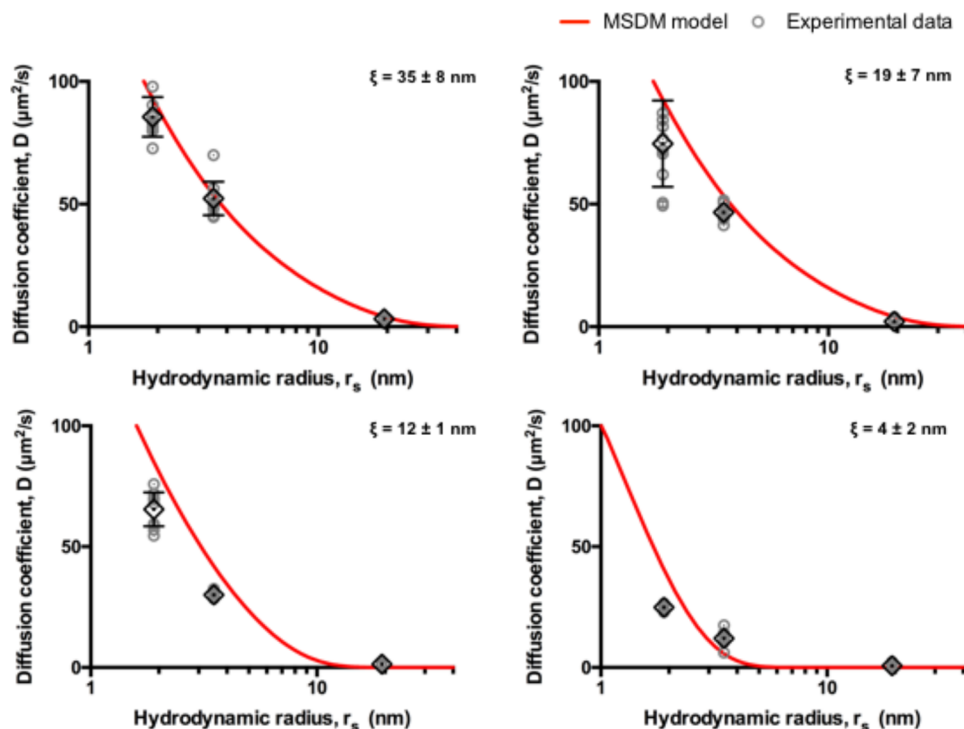 MSDM model Experimental data
ξ = 35 ± 8 nm
100
50
0
1 10
Diffusion coefficient, D (μm²/s)
Hydrodynamic radius, rₛ (nm)
ξ = 19 ± 7 nm
100
50
0
1 10
Diffusion coefficient, D (μm²/s)
Hydrodynamic radius, rₛ (nm)
ξ = 12 ± 1 nm
100
50
0
1 10
Diffusion coefficient, D (μm²/s)
Hydrodynamic radius, rₛ (nm)
ξ = 4 ± 2 nm
100
50
0
1 10
Diffusion coefficient, D (μm²/s)
Hydrodynamic radius, rₛ (nm)